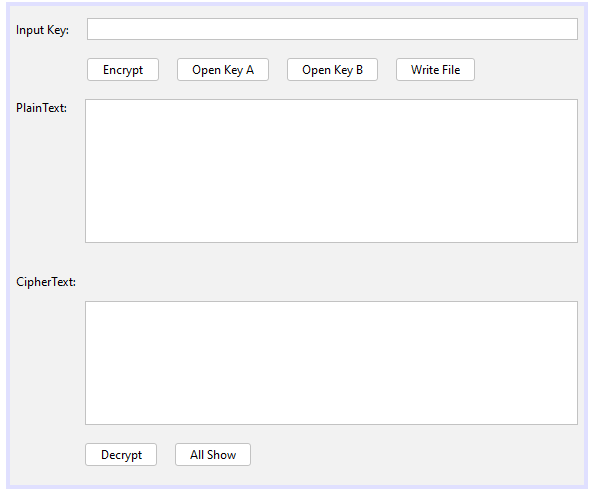 Input Key:
Encrypt Open Key A Open Key B Write File
PlainText:
CipherText:
Decrypt All Show